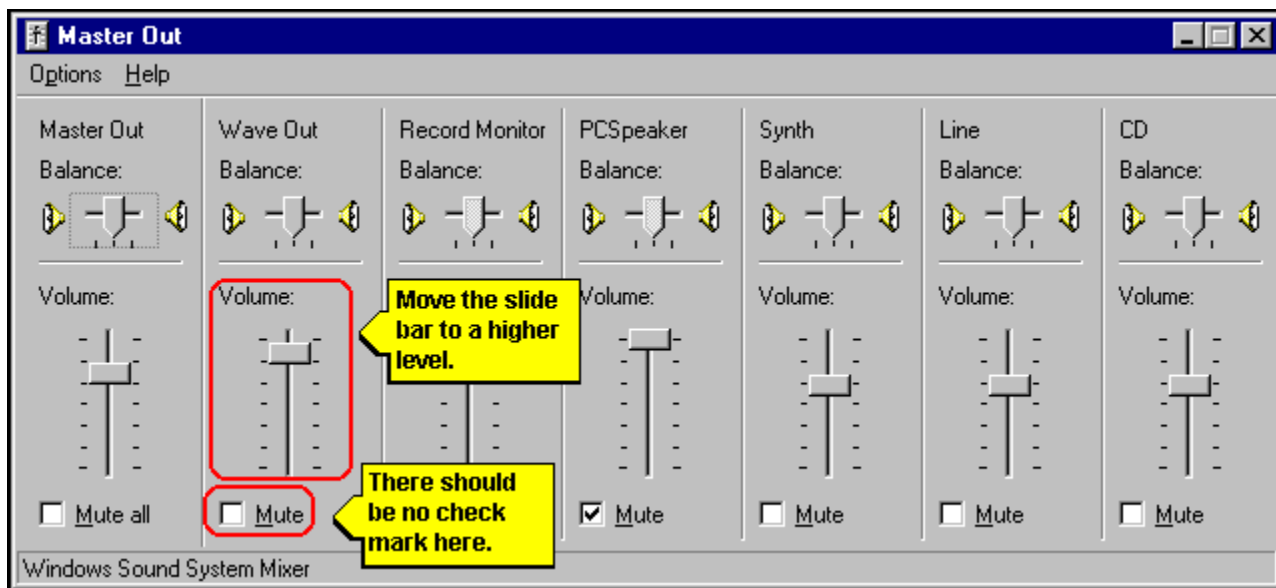 Master Out
Options Help
Master Out
Balance:
Volume:
Mute all
Wave Out
Balance:
Volume:
Mute
Record Monitor
Balance:
Move the slide
bar to a higher
level.
There should
be no check
mark here.
PCSpeaker
Balance:
Volume:
Mute
Synth
Balance:
Volume:
Mute
Line
Balance:
Volume:
Mute
CD
Balance:
Volume:
Mute
Windows Sound System Mixer